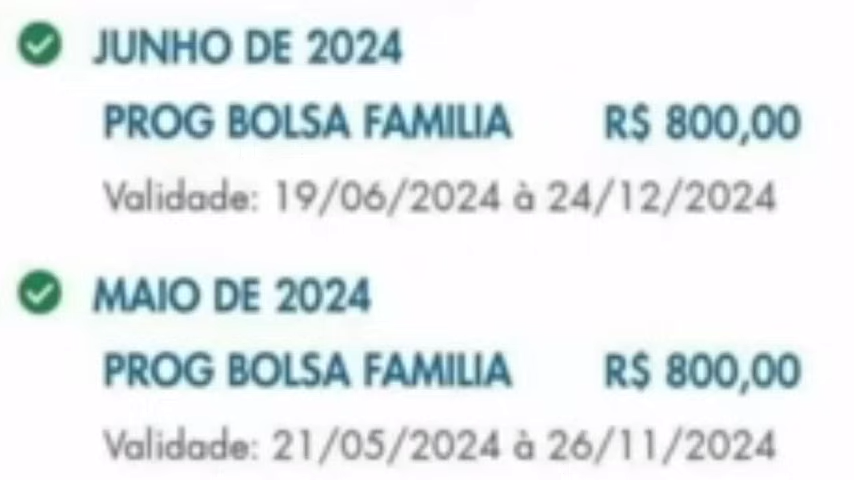 JUNHO DE 2024
PROG BOLSA FAMILIA R$ 800,00
Validade: 19/06/2024 à 24/12/2024
MAIO DE 2024
PROG BOLSA FAMILIA R$ 800,00
Validade: 21/05/2024 à 26/11/2024